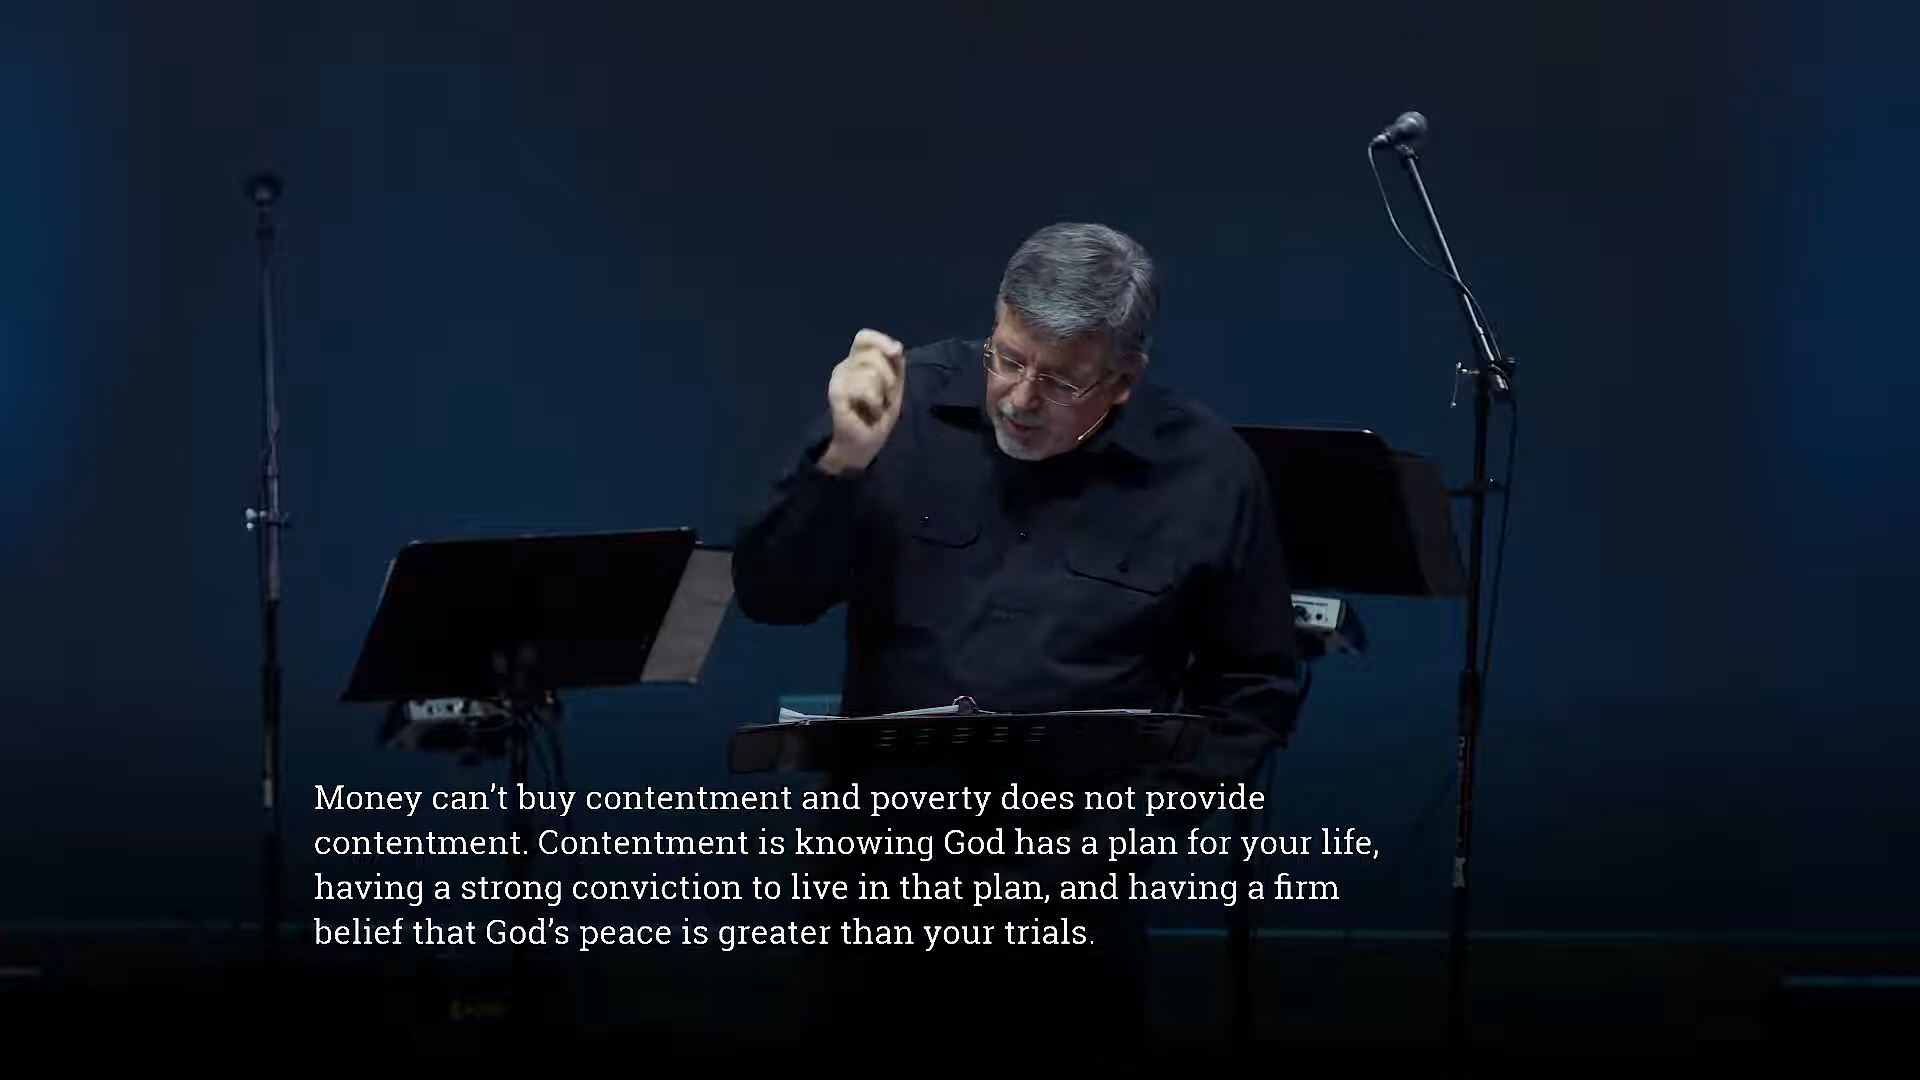 Money can’t buy contentment and poverty does not provide
contentment. Contentment is knowing God has a plan for your life,
having a strong conviction to live in that plan, and having a firm
belief that God’s peace is greater than your trials.